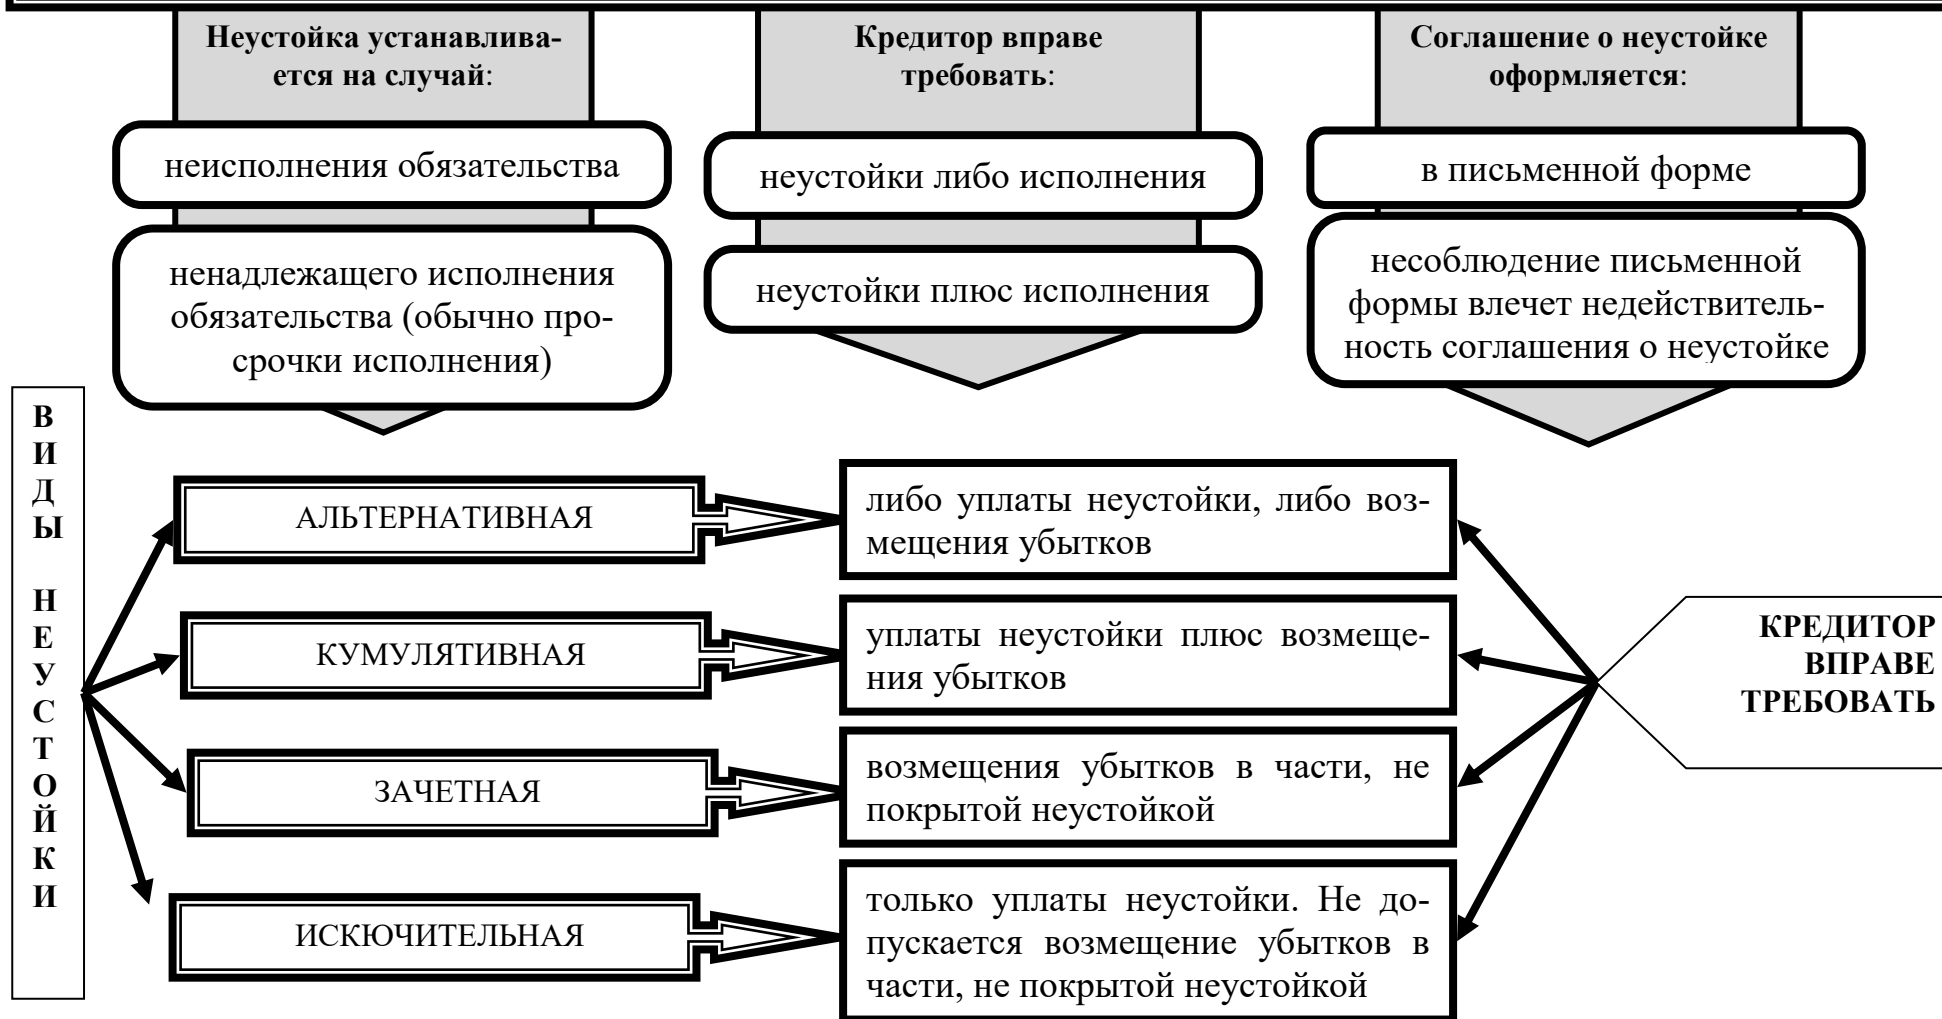 Неустойка устанавлива-
ется на случай:
неисполнения обязательства
ненадлежащего исполнения
обязательства (обычно про-
срочки исполнения)
Кредитор вправе
требовать:
неустойки либо исполнения
неустойки плюс исполнения
Соглашение о неустойке
оформляется:
в письменной форме
несоблюдение письменной
формы влечет недействитель-
ность соглашения о неустойке
ВИДЫ НЕУСТОЙКИ
АЛЬТЕРНАТИВНАЯ
либо уплаты неустойки, либо воз-
мещения убытков
КУМУЛЯТИВНАЯ
уплаты неустойки плюс возмеще-
ния убытков
ЗАЧЕТНАЯ
возмещения убытков в части, не
покрытой неустойкой
ИСКЮЧИТЕЛЬНАЯ
только уплаты неустойки. Не до-
пускается возмещение убытков в
части, не покрытой неустойкой
КРЕДИТОР
ВПРАВЕ
ТРЕБОВАТЬ